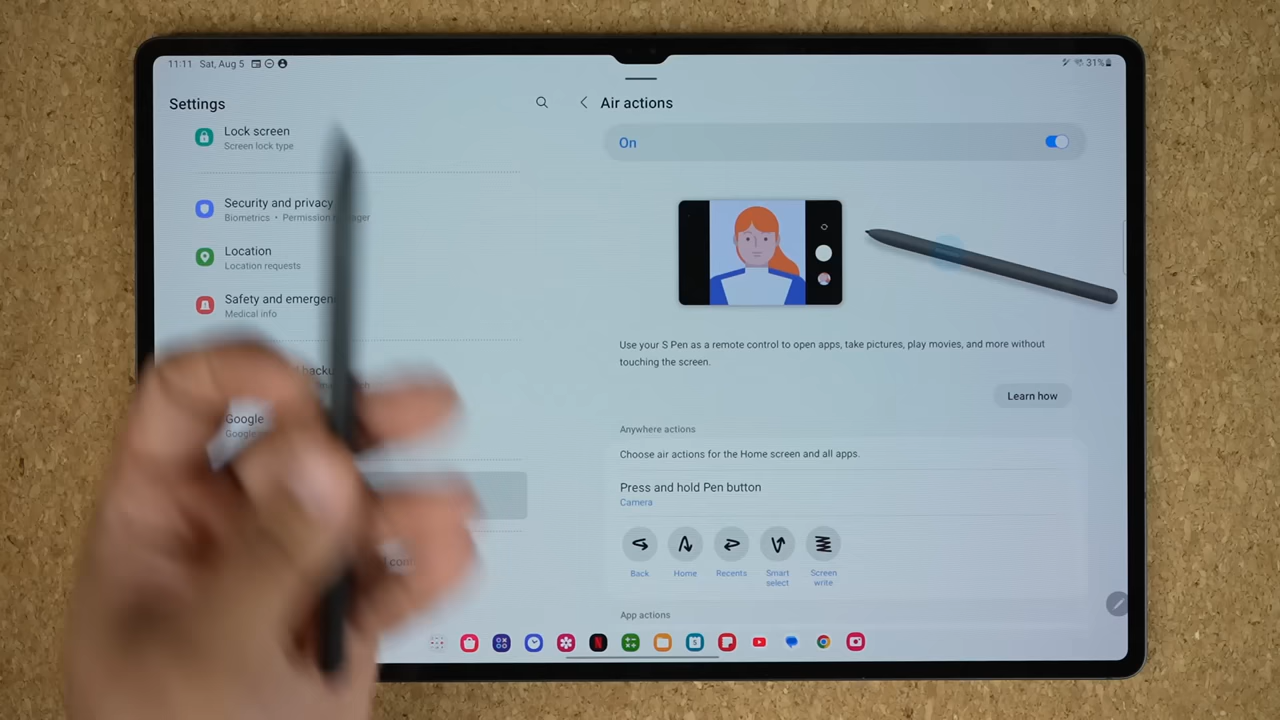 11:11 Sat, Aug 5
31%
Settings
Lock screen
Screen lock type
Security and privacy
Biometrics • Permission
Location
Location requests
Safety and
Medical info
Google
Air actions
On
Use your S Pen as a remote control to open apps, take pictures, play movies, and more without
touching the screen.
Learn how
Anywhere actions
Choose air actions for the Home screen and all apps.
Press and hold Pen button
Camera
Back Home Recents Smart select Screen write
App actions